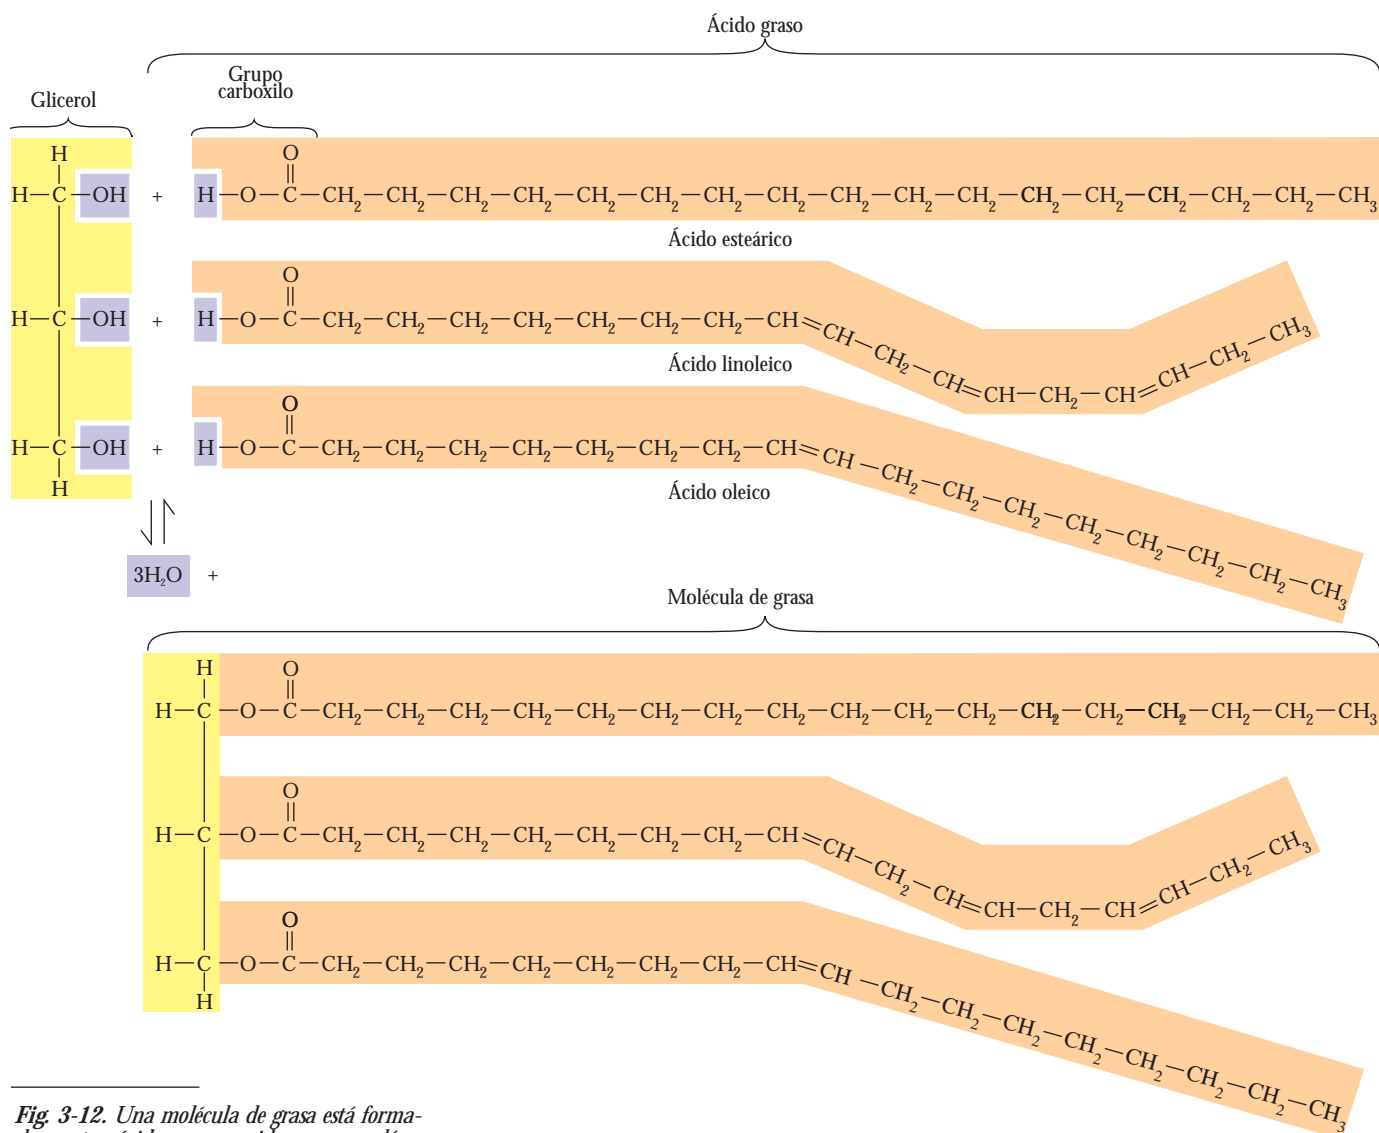 Ácido graso
Grupo
carboxilo
Glicerol
H
O
H—C—OH + H—O—C—CH₂—CH₂—CH₂—CH₂—CH₂—CH₂—CH₂—CH₂—CH₂—CH₂—CH₂—CH₂—CH₂—CH₂—CH₂—CH₂—CH₃
Ácido esteárico
O
H—C—OH + H—O—C—CH₂—CH₂—CH₂—CH₂—CH₂—CH₂—CH₂—CH=CH—CH₂—CH=CH—CH₂—CH=CH—CH₂—CH₃
Ácido linoleico
O
H—C—OH + H—O—C—CH₂—CH₂—CH₂—CH₂—CH₂—CH₂—CH₂—CH=CH—CH₂—CH₂—CH₂—CH₂—CH₂—CH₂—CH₂—CH₃
H
Ácido oleico
3H₂O +
Molécula de grasa
H
O
H—C—O—C—CH₂—CH₂—CH₂—CH₂—CH₂—CH₂—CH₂—CH₂—CH₂—CH₂—CH₂—CH₂—CH₂—CH₂—CH₂—CH₂—CH₃
O
H—C—O—C—CH₂—CH₂—CH₂—CH₂—CH₂—CH₂—CH₂—CH=CH—CH₂—CH=CH—CH₂—CH=CH—CH₂—CH₃
O
H—C—O—C—CH₂—CH₂—CH₂—CH₂—CH₂—CH₂—CH₂—CH=CH—CH₂—CH₂—CH₂—CH₂—CH₂—CH₂—CH₂—CH₃
H
Fig. 3-12. Una molécula de grasa está forma-